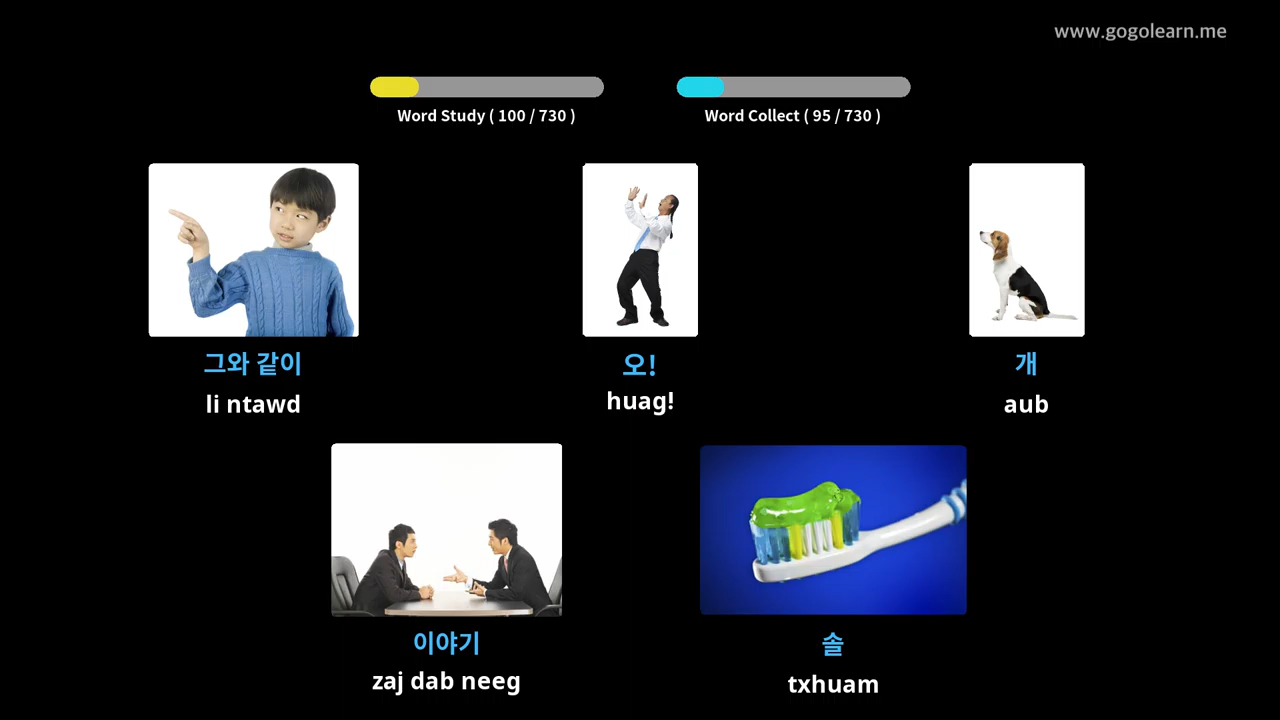 www.gogolearn.me
Word Study ( 100 / 730 )
Word Collect ( 95 / 730 )
그와 같이
li ntawd
오!
huag!
개
aub
이야기
zaj dab neeg
솔
txhuam